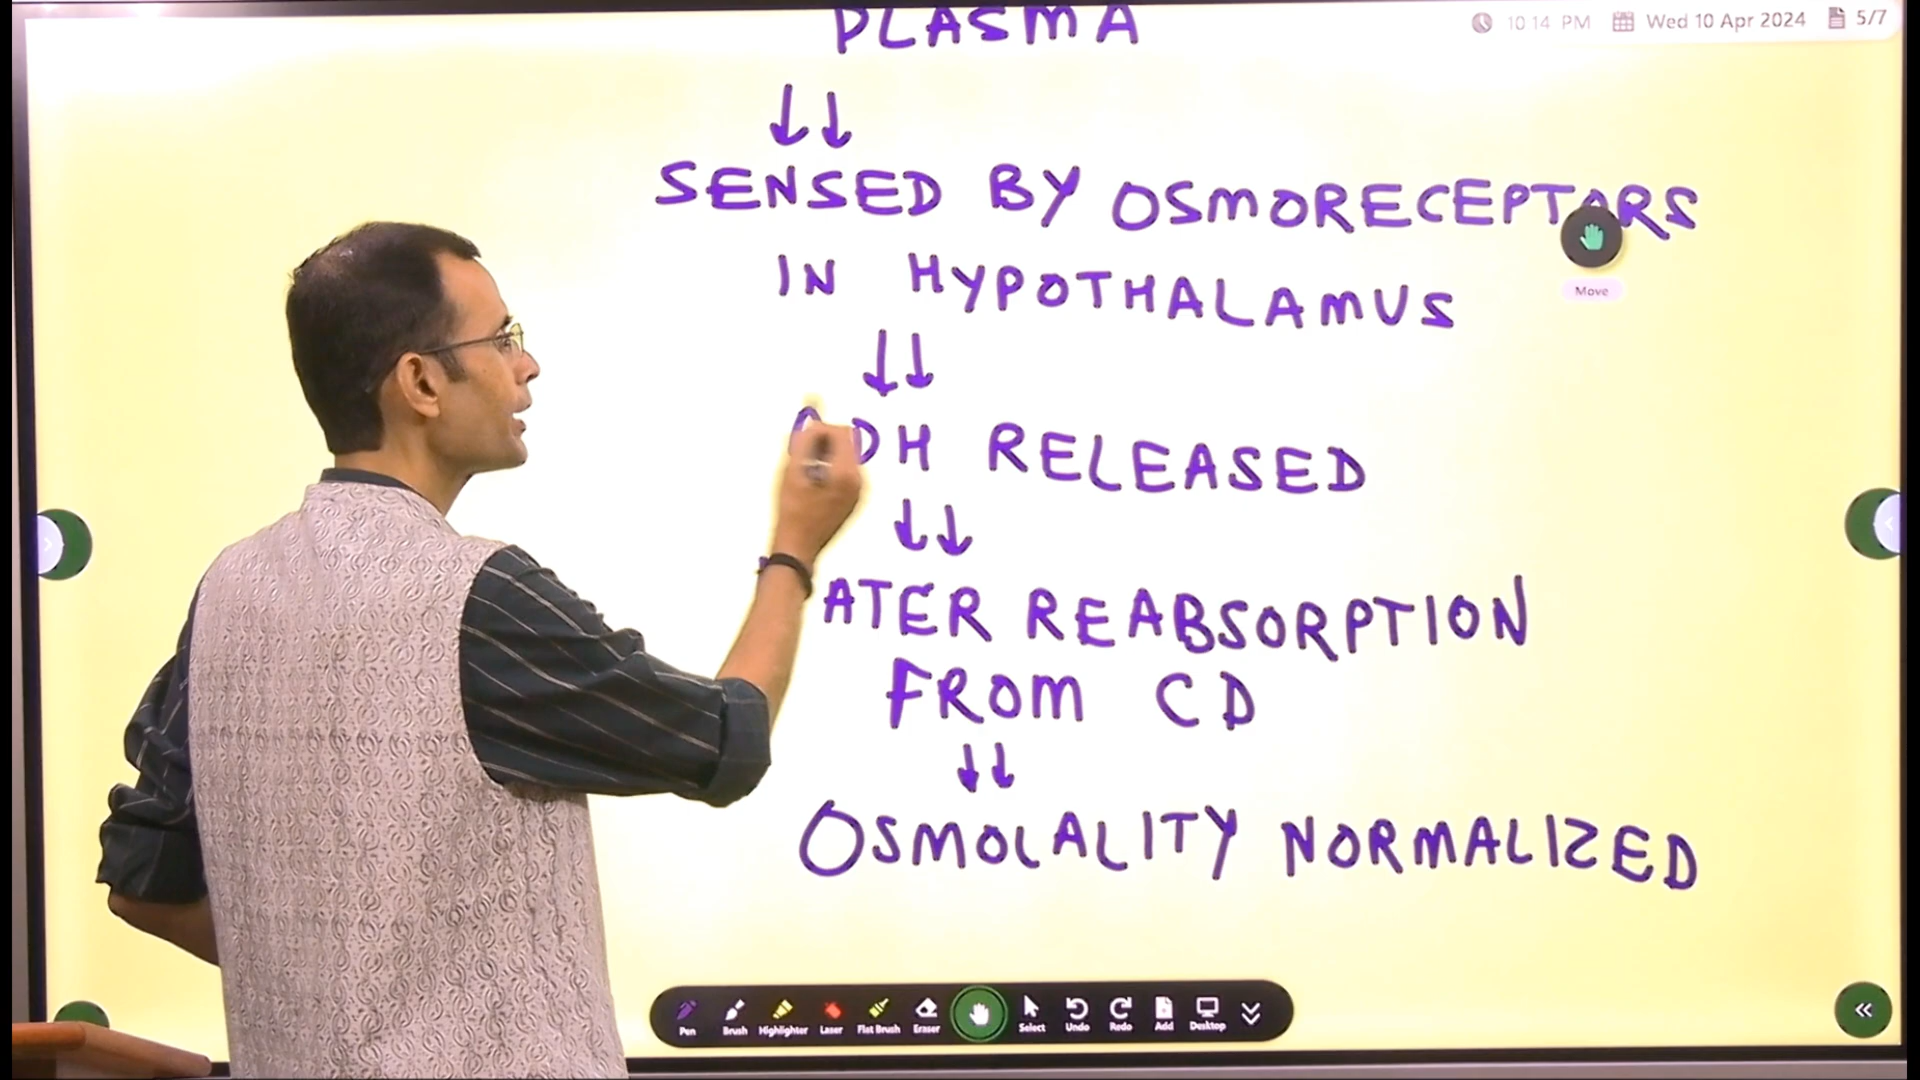 PLASMA
10 14 PM Wed 10 Apr 2024 5/7
↓↓
SENSED BY OSMORECEPTORS
Move
IN HYPOTHALAMUS
↓↓
DH RELEASED
↓↓
ATER REABSORPTION
FROM CD
↓↓
OSMOLALITY NORMALIZED
Pen Brush Highlighter Laser Flat Brush Eraser Select Undo Redo Add Desktop